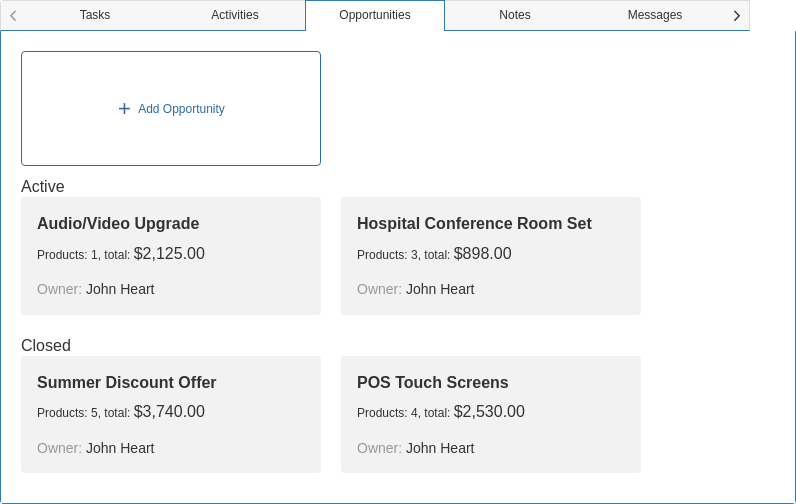 Tasks Activities Opportunities Notes Messages
Add Opportunity
Active
Audio/Video Upgrade
Products: 1, total: $2,125.00
Owner: John Heart
Hospital Conference Room Set
Products: 3, total: $898.00
Owner: John Heart
Closed
Summer Discount Offer
Products: 5, total: $3,740.00
Owner: John Heart
POS Touch Screens
Products: 4, total: $2,530.00
Owner: John Heart